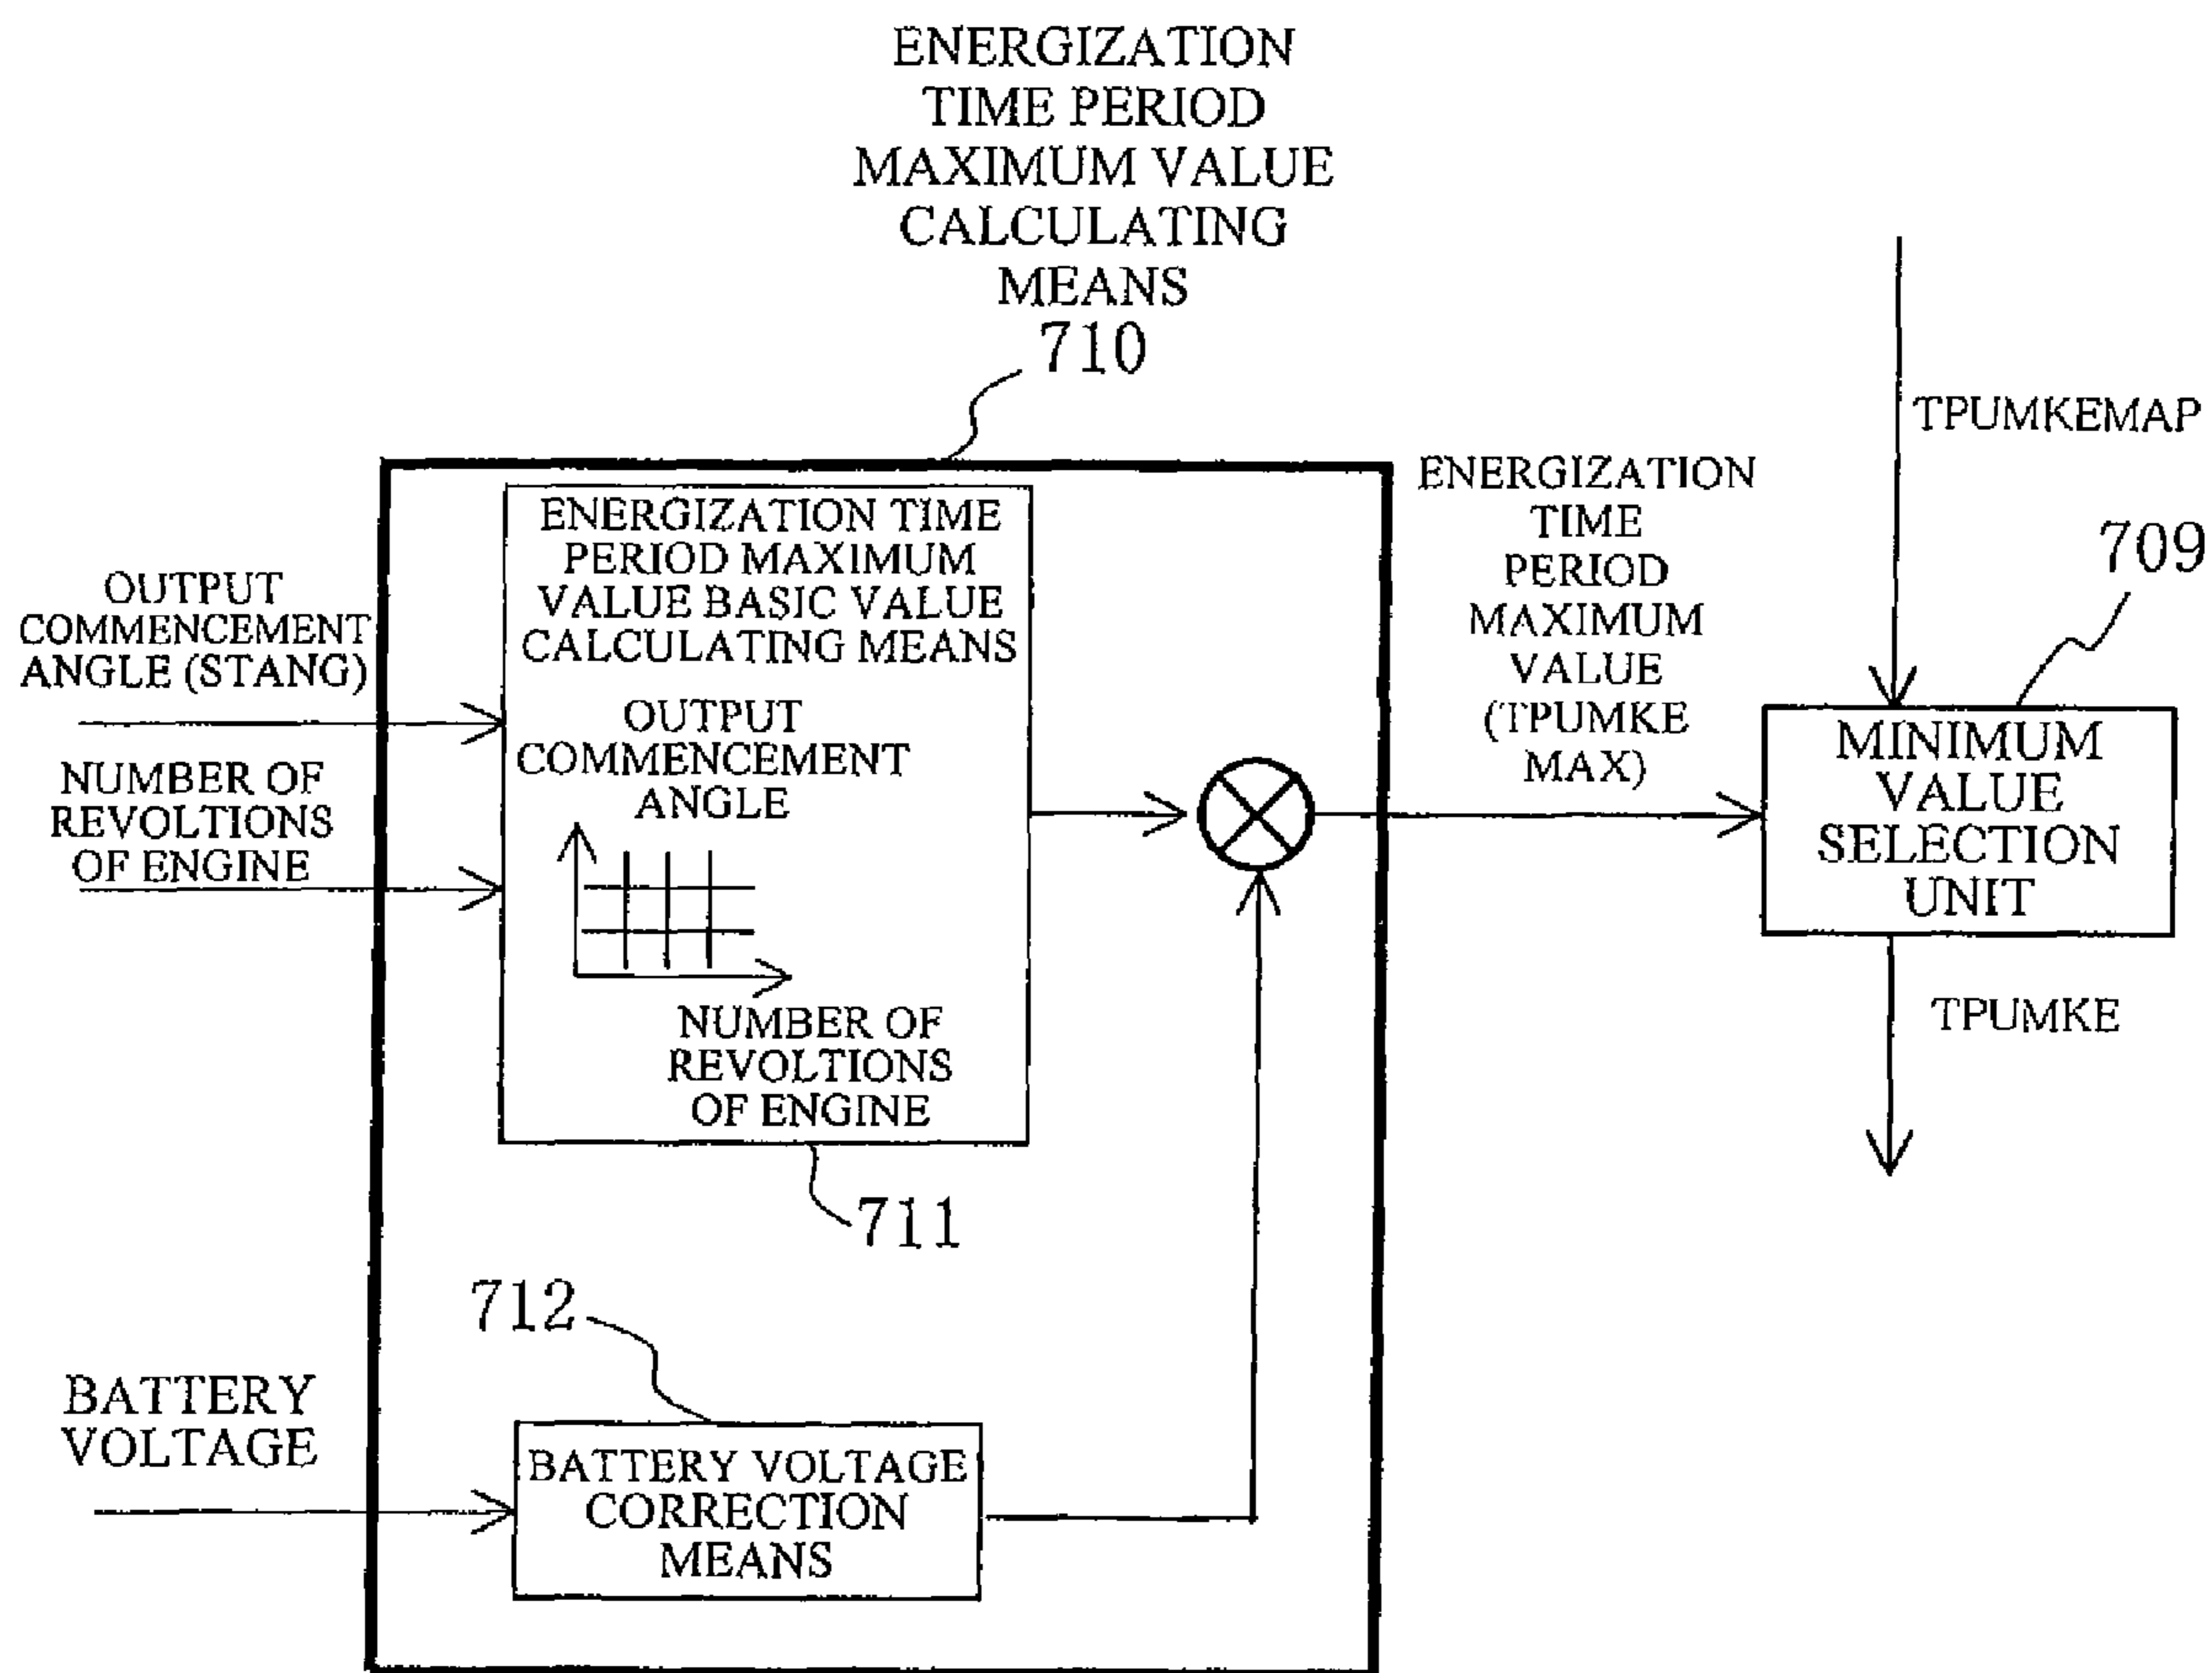 ENERGIZATION
TIME PERIOD
MAXIMUM VALUE
CALCULATING
MEANS
710
TPUMKEMAP
ENERGIZATION
TIME
PERIOD
MAXIMUM
VALUE
(TPUMKE
MAX)
709
MINIMUM
VALUE
SELECTION
UNIT
TPUMKE
OUTPUT
COMMENCEMENT
ANGLE (STANG)
NUMBER OF
REVOLTIONS
OF ENGINE
ENERGIZATION TIME
PERIOD MAXIMUM
VALUE BASIC VALUE
CALCULATING MEANS
OUTPUT
COMMENCEMENT
ANGLE
NUMBER OF
REVOLTIONS
OF ENGINE
711
712
BATTERY
VOLTAGE
BATTERY VOLTAGE
CORRECTION
MEANS